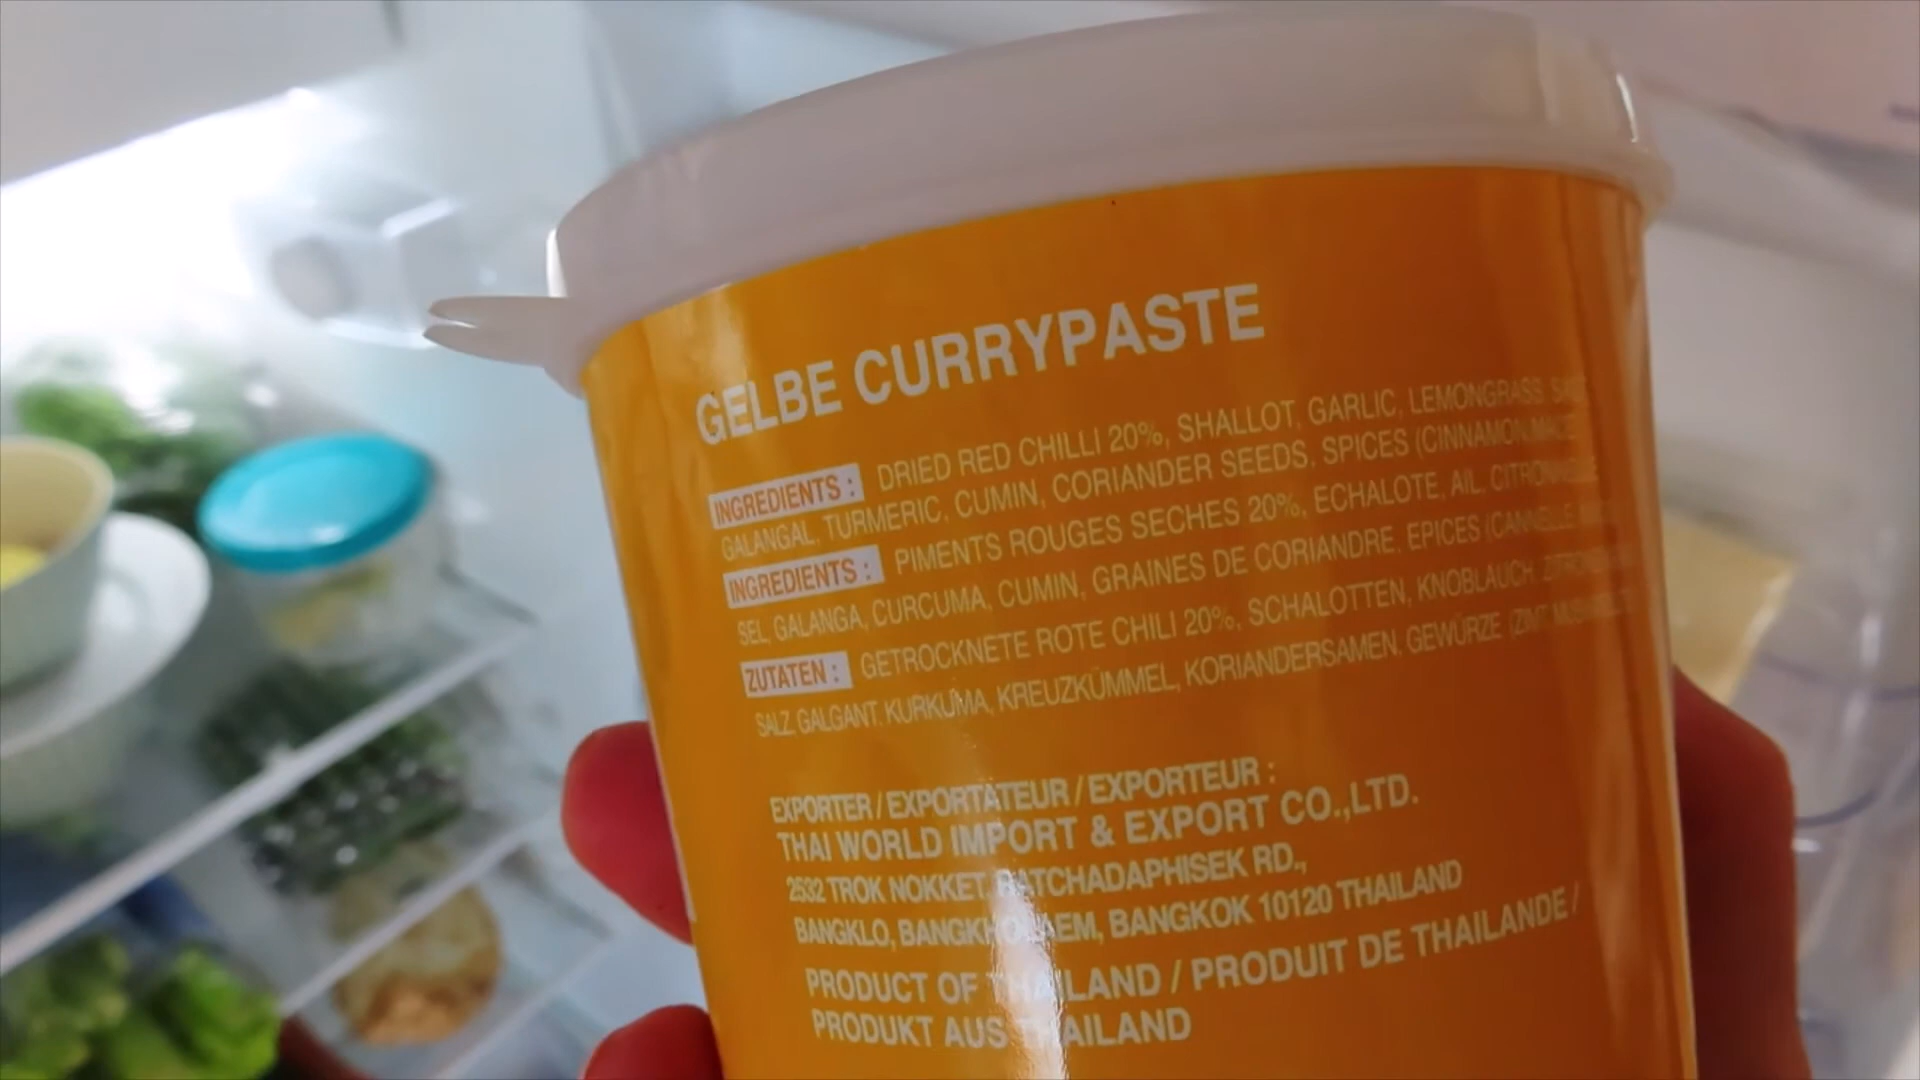 GELBE CURRYPASTE
INGREDIENTS : DRIED RED CHILLI 20%, SHALLOT, GARLIC, LEMONGRASS,
GALANGAL, TURMERIC, CUMIN, CORIANDER SEEDS, SPICES (CINNAMON, MACE
INGREDIENTS : PIMENTS ROUGES SECHES 20%, ECHALOTE, AIL,
SEL, GALANGA, CURCUMA, CUMIN, GRAINES DE CORIANDRE, EPICES (CANNELLE,
ZUTATEN : GETROCKNETE ROTE CHILI 20%, SCHALOTTEN, KNOBLAUCH,
SALZ, GALGANT, KURKUMA, KREUZKÜMMEL, KORIANDERSAMEN, GEWÜRZE (ZIMT,
EXPORTER / EXPORTATEUR / EXPORTEUR :
THAI WORLD IMPORT & EXPORT CO.,LTD.
2532 TROK NOKKET, RATCHADAPHISEK RD.,
BANGKLO, BANGKHOLAEM, BANGKOK 10120 THAILAND
PRODUCT OF THAILAND / PRODUIT DE THAILANDE /
PRODUKT AUS THAILAND